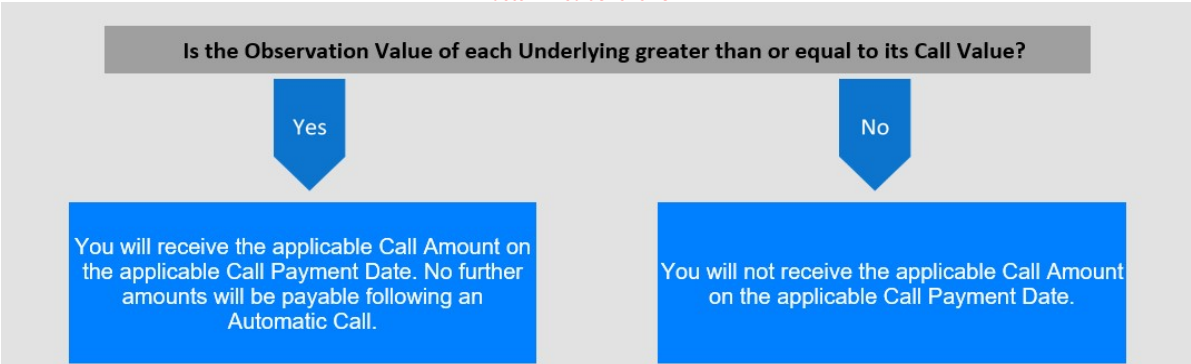 Is the Observation Value of each Underlying greater than or equal to its Call Value?
Yes
No
You will receive the applicable Call Amount on
the applicable Call Payment Date. No further
amounts will be payable following an
Automatic Call.
You will not receive the applicable Call Amount
on the applicable Call Payment Date.